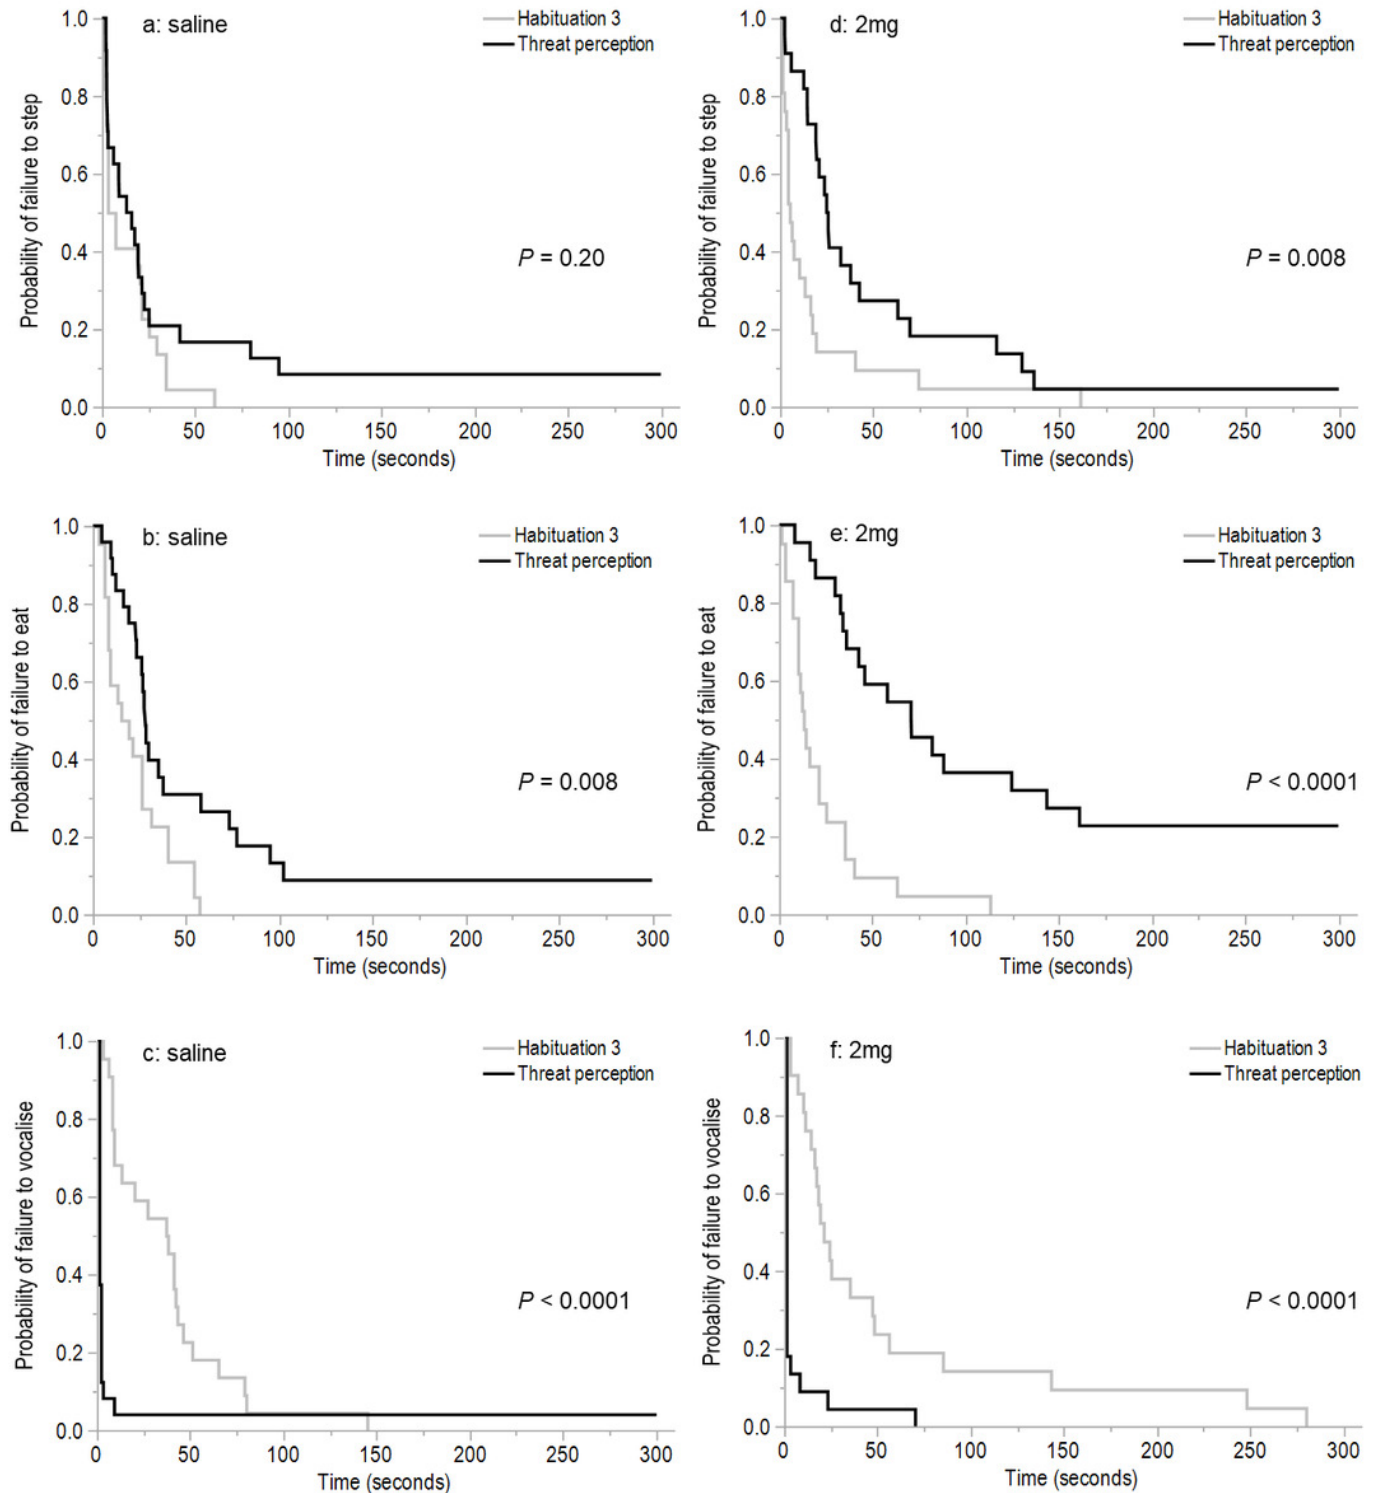 a: saline
Habituation 3
Threat perception
1.0
0.8
0.6
0.4
0.2
0.0
Probability of failure to step
P = 0.20
0 50 100 150 200 250 300
Time (seconds)
d: 2mg
Habituation 3
Threat perception
1.0
0.8
0.6
0.4
0.2
0.0
Probability of failure to step
P = 0.008
0 50 100 150 200 250 300
Time (seconds)
b: saline
Habituation 3
Threat perception
1.0
0.8
0.6
0.4
0.2
0.0
Probability of failure to eat
P = 0.008
0 50 100 150 200 250 300
Time (seconds)
e: 2mg
Habituation 3
Threat perception
1.0
0.8
0.6
0.4
0.2
0.0
Probability of failure to eat
P < 0.0001
0 50 100 150 200 250 300
Time (seconds)
c: saline
Habituation 3
Threat perception
1.0
0.8
0.6
0.4
0.2
0.0
Probability of failure to vocalise
P < 0.0001
0 50 100 150 200 250 300
Time (seconds)
f: 2mg
Habituation 3
Threat perception
1.0
0.8
0.6
0.4
0.2
0.0
Probability of failure to vocalise
P < 0.0001
0 50 100 150 200 250 300
Time (seconds)